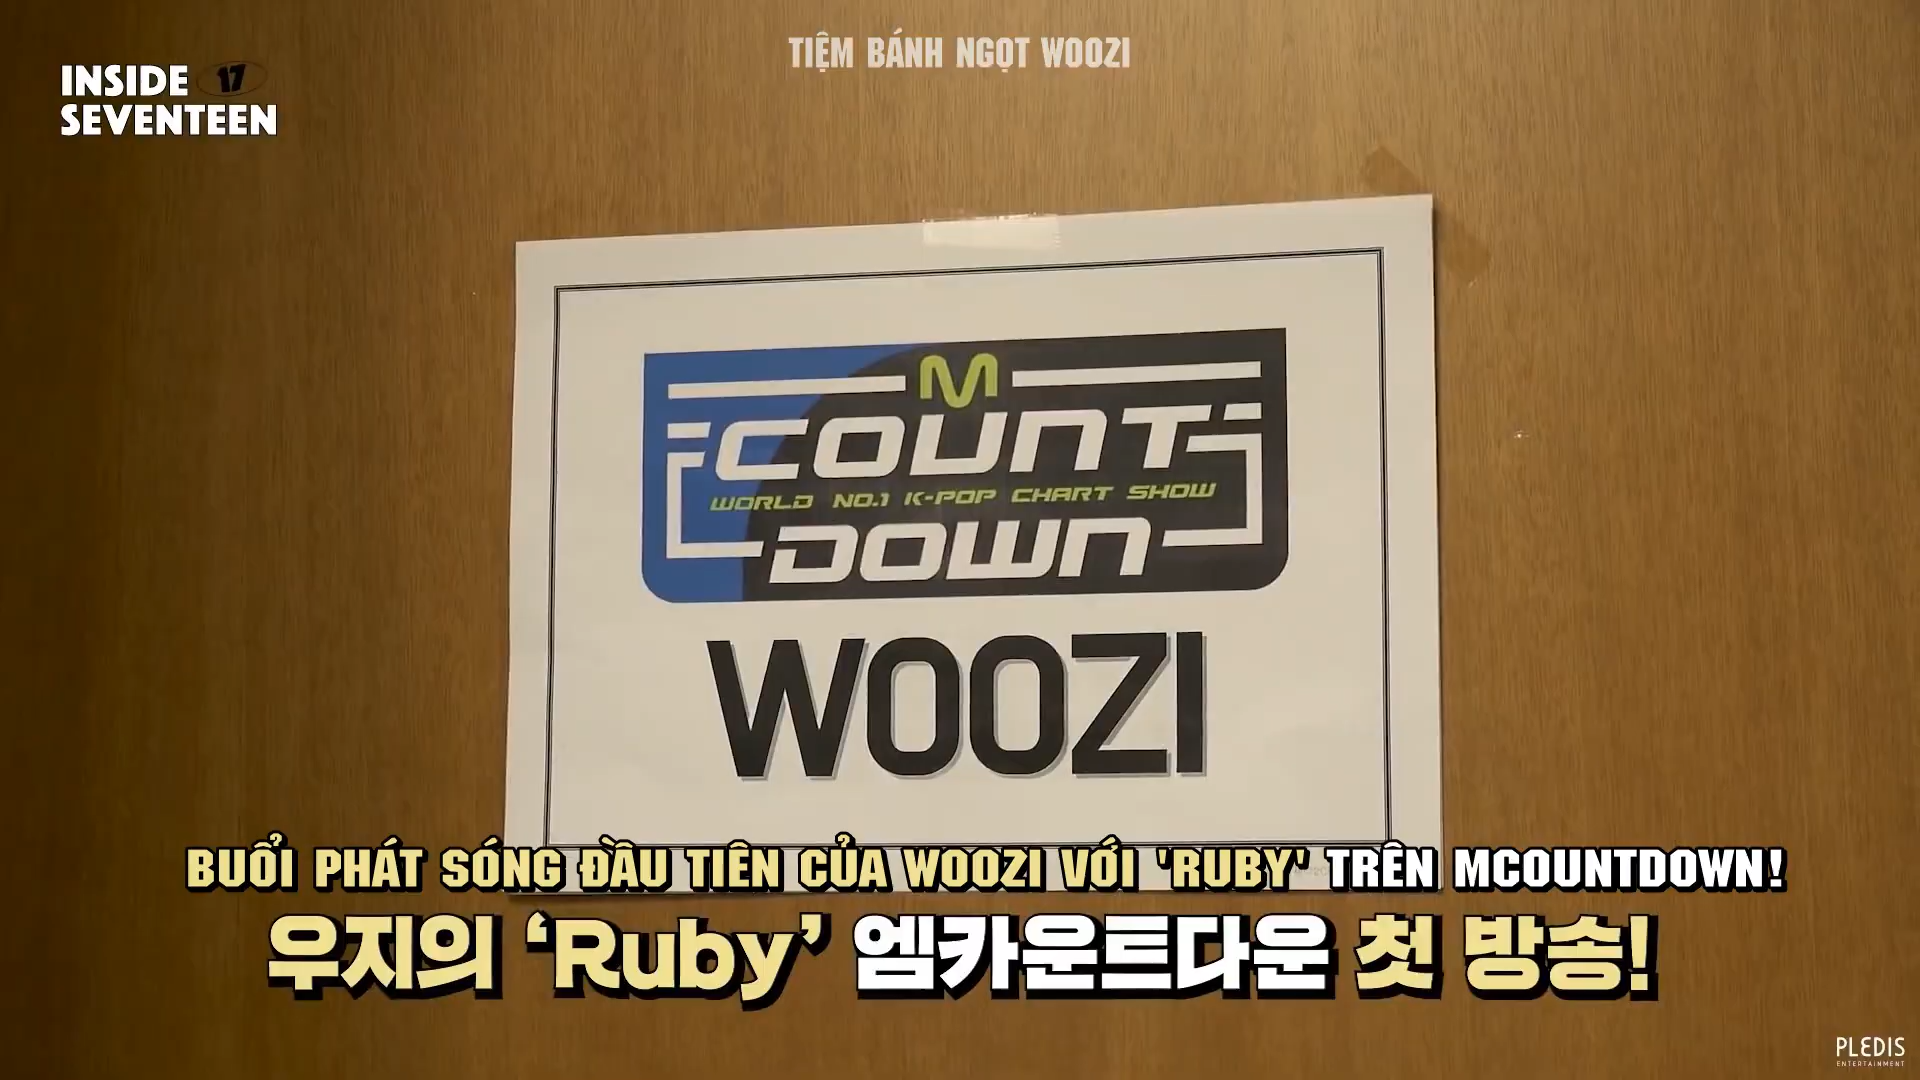 TIỆM BÁNH NGỌT WOOZI
INSIDE 17
SEVENTEEN
M
COUNT
WORLD NO.1 K-POP CHART SHOW
DOWN
WOOZI
BUỔI PHÁT SÓNG ĐẦU TIÊN CỦA WOOZI VỚI 'RUBY' TRÊN MCOUNTDOWN!
우지의 ‘Ruby’ 엠카운트다운 첫 방송!
PLEDIS
ENTERTAINMENT